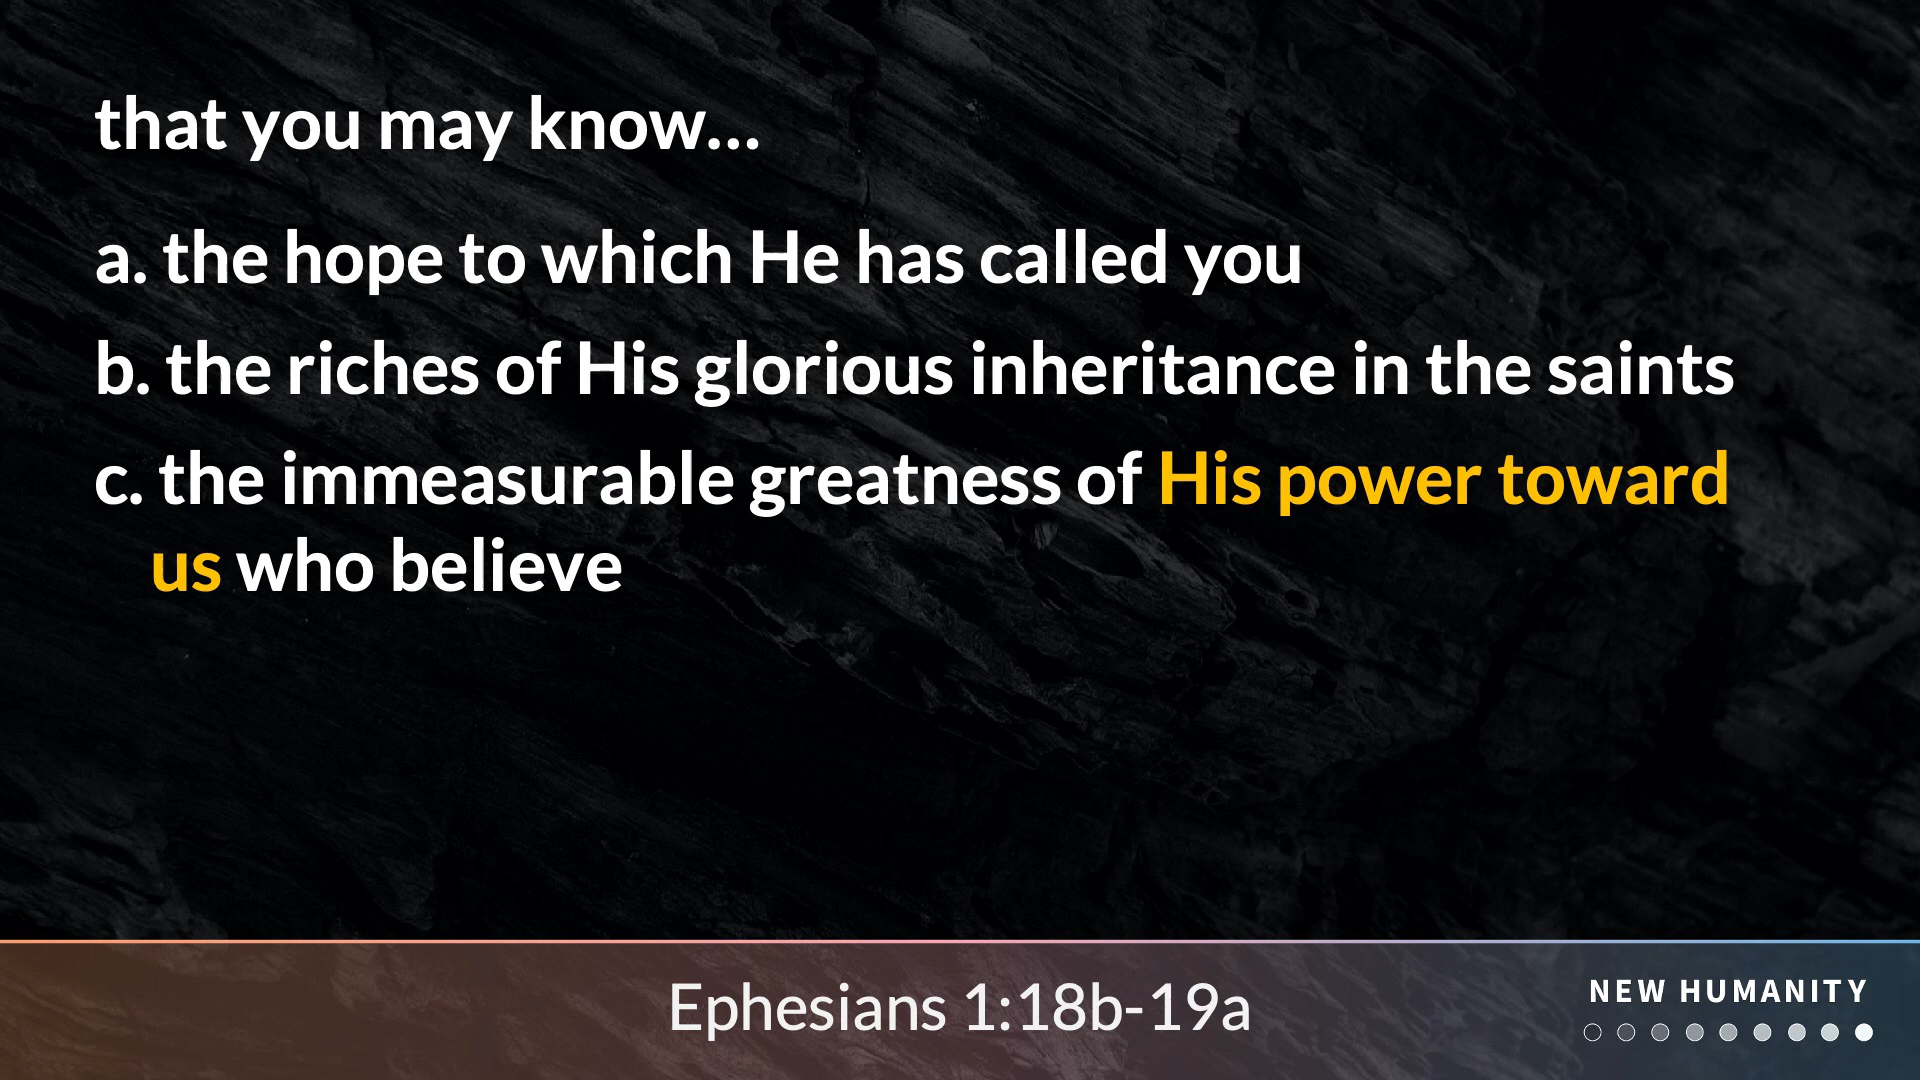 that you may know...
a. the hope to which He has called you
b. the riches of His glorious inheritance in the saints
c. the immeasurable greatness of His power toward
us who believe
Ephesians 1:18b-19a
NEW HUMANITY